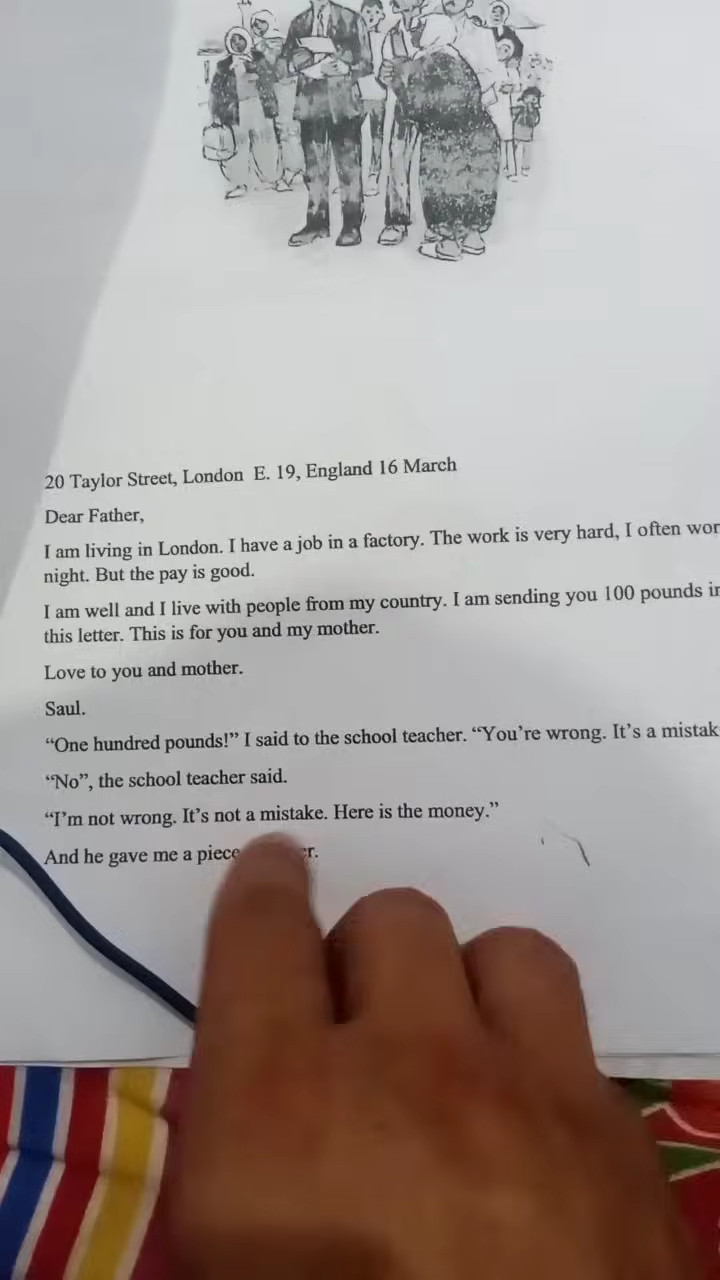 20 Taylor Street, London E. 19, England 16 March
Dear Father,
I am living in London. I have a job in a factory. The work is very hard, I often wor
night. But the pay is good.
I am well and I live with people from my country. I am sending you 100 pounds in
this letter. This is for you and my mother.
Love to you and mother.
Saul.
“One hundred pounds!” I said to the school teacher. “You’re wrong. It’s a mistak
“No”, the school teacher said.
“I’m not wrong. It’s not a mistake. Here is the money.”
And he gave me a piece